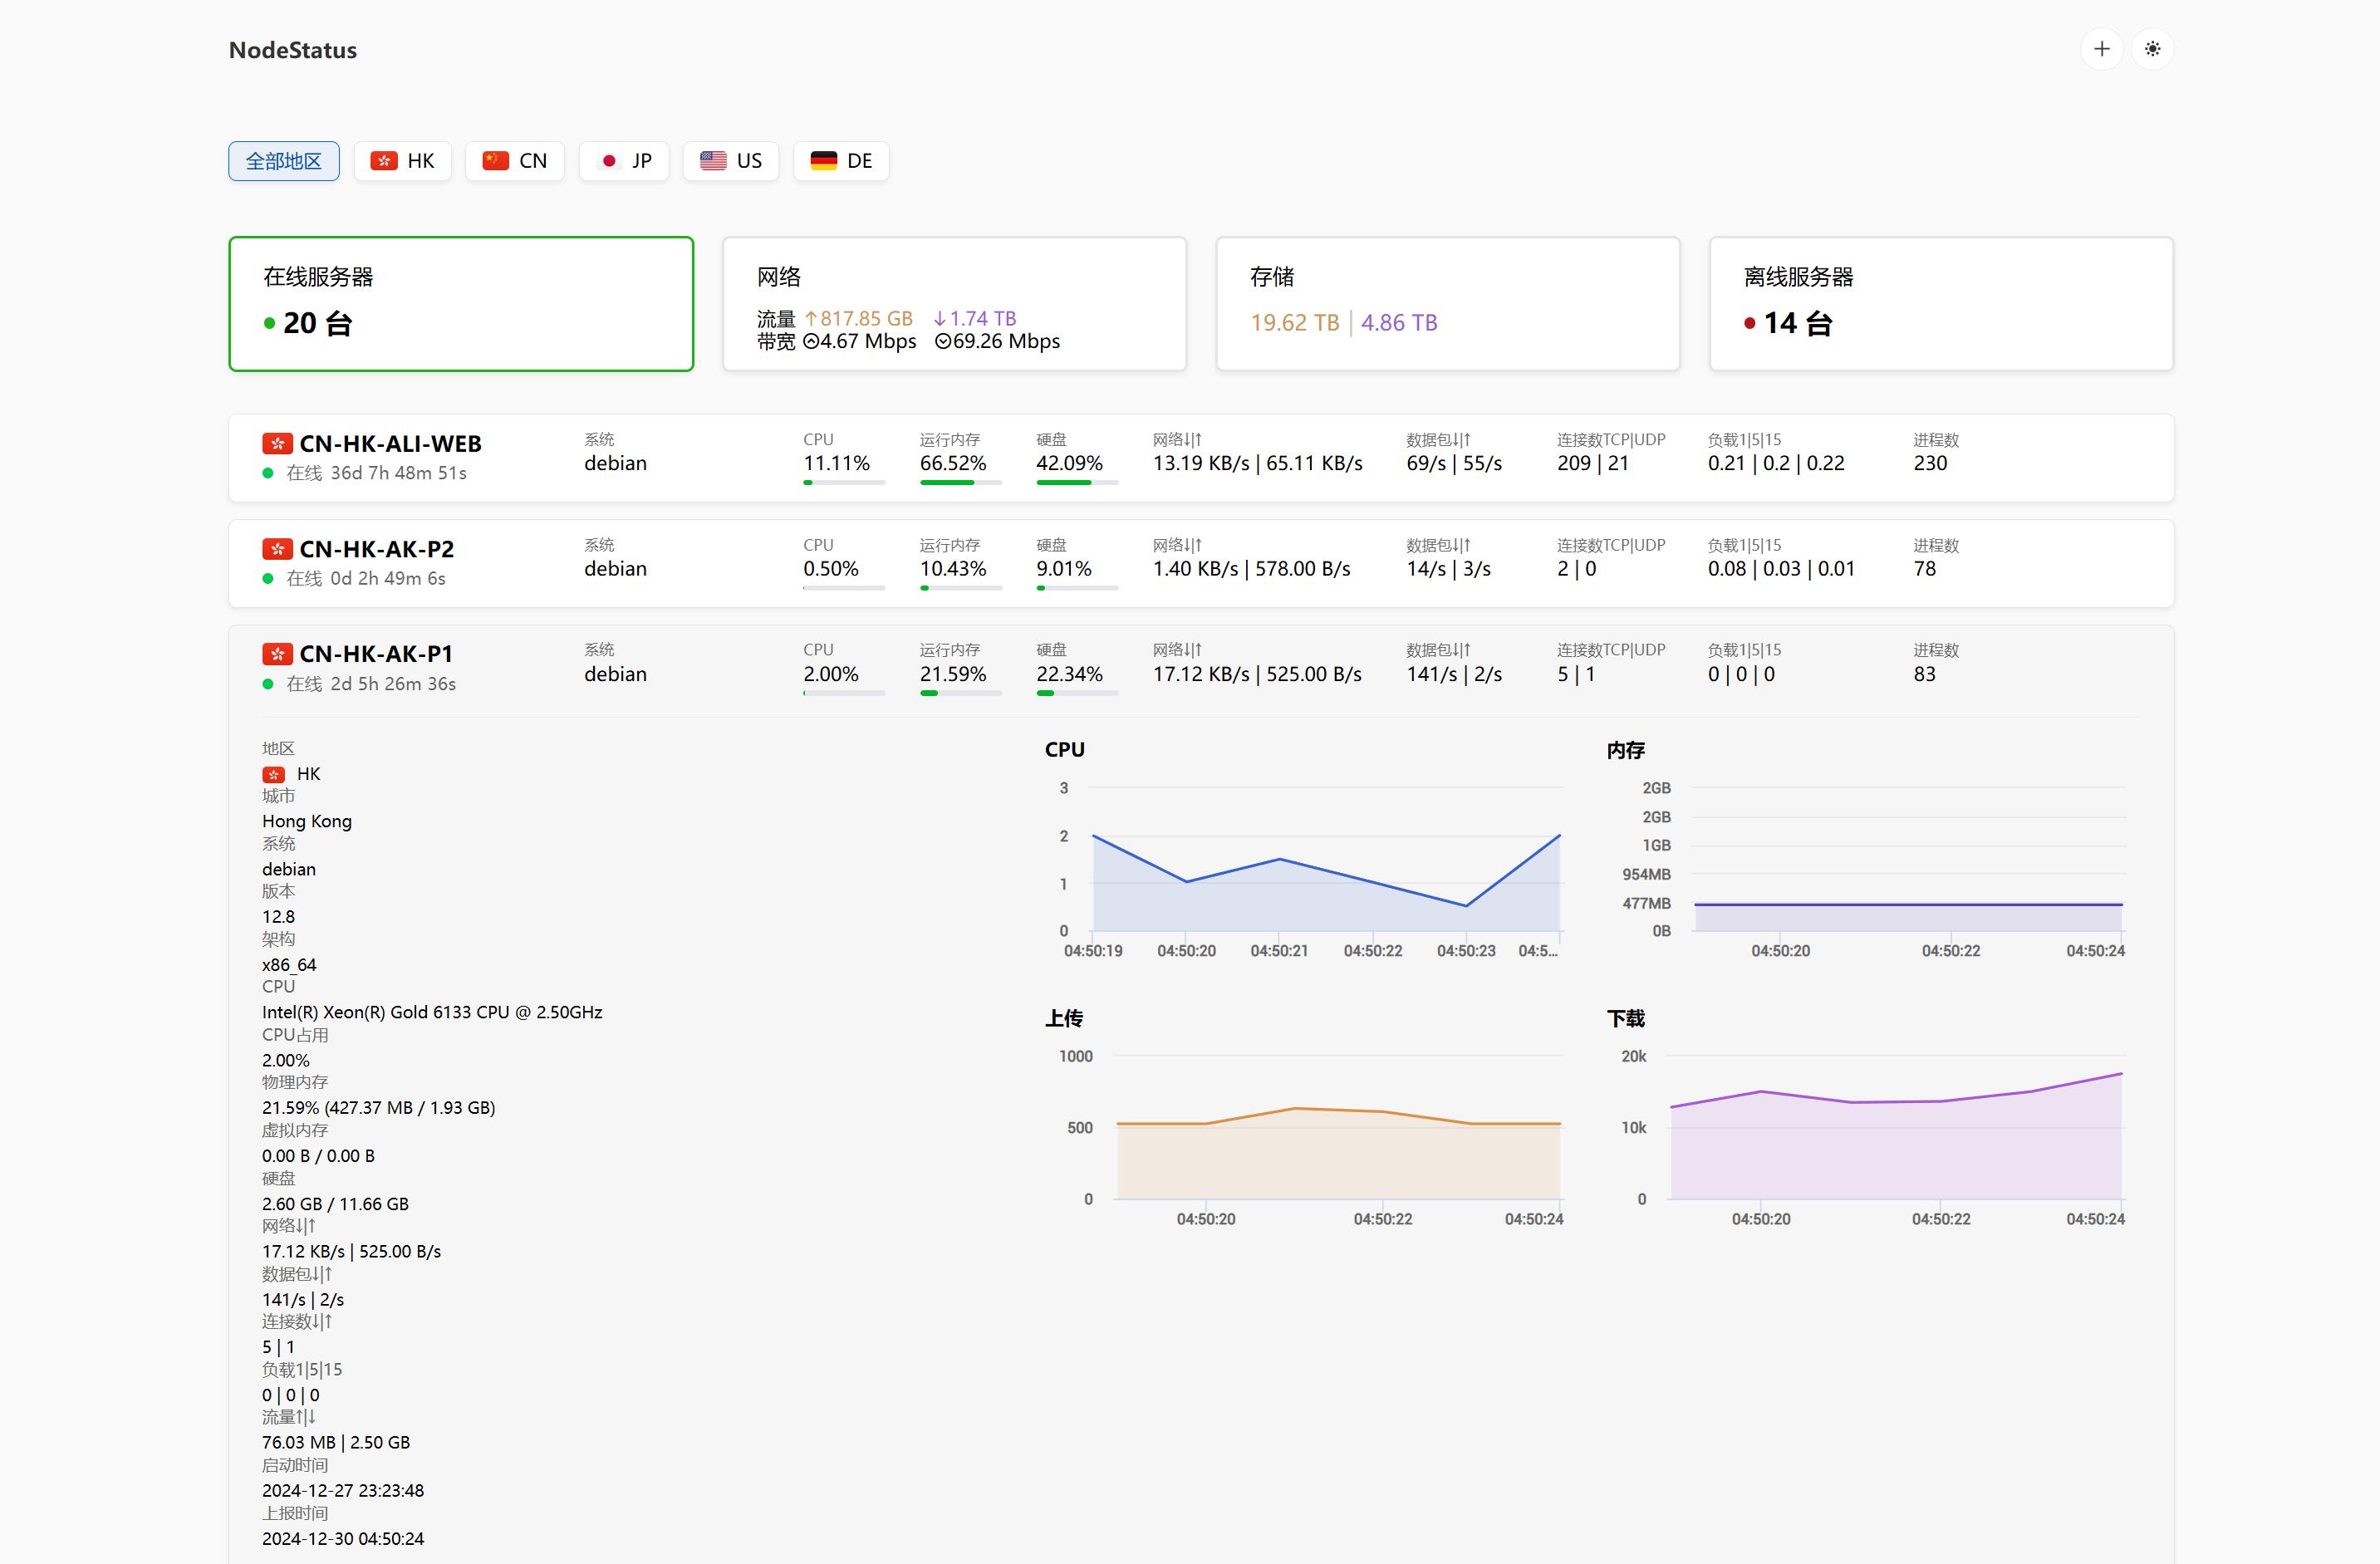 NodeStatus
全部地区 HK CN JP US DE
在线服务器
20 台
网络
流量 ↑817.85 GB ↓1.74 TB
带宽 4.67 Mbps 69.26 Mbps
存储
19.62 TB | 4.86 TB
离线服务器
14 台
CN-HK-ALI-WEB
在线 36d 7h 48m 51s
系统
debian
CPU
11.11%
运行内存
66.52%
硬盘
42.09%
网络↓|↑
13.19 KB/s | 65.11 KB/s
数据包↓|↑
69/s | 55/s
连接数TCP|UDP
209 | 21
负载1|5|15
0.21 | 0.2 | 0.22
进程数
230
CN-HK-AK-P2
在线 0d 2h 49m 6s
系统
debian
CPU
0.50%
运行内存
10.43%
硬盘
9.01%
网络↓|↑
1.40 KB/s | 578.00 B/s
数据包↓|↑
14/s | 3/s
连接数TCP|UDP
2 | 0
负载1|5|15
0.08 | 0.03 | 0.01
进程数
78
CN-HK-AK-P1
在线 2d 5h 26m 36s
系统
debian
CPU
2.00%
运行内存
21.59%
硬盘
22.34%
网络↓|↑
17.12 KB/s | 525.00 B/s
数据包↓|↑
141/s | 2/s
连接数TCP|UDP
5 | 1
负载1|5|15
0 | 0 | 0
进程数
83
地区
HK
城市
Hong Kong
系统
debian
版本
12.8
架构
x86_64
CPU
Intel(R) Xeon(R) Gold 6133 CPU @ 2.50GHz
CPU占用
2.00%
物理内存
21.59% (427.37 MB / 1.93 GB)
虚拟内存
0.00 B / 0.00 B
硬盘
2.60 GB / 11.66 GB
网络↓|↑
17.12 KB/s | 525.00 B/s
数据包↓|↑
141/s | 2/s
连接数↓|↑
5 | 1
负载1|5|15
0 | 0 | 0
流量↑|↓
76.03 MB | 2.50 GB
启动时间
2024-12-27 23:23:48
上报时间
2024-12-30 04:50:24
CPU
3
2
1
0
04:50:19 04:50:20 04:50:21 04:50:22 04:50:23 04:5...
内存
2GB
2GB
1GB
954MB
477MB
0B
04:50:20 04:50:22 04:50:24
上传
1000
500
0
04:50:20 04:50:22 04:50:24
下载
20k
10k
0
04:50:20 04:50:22 04:50:24